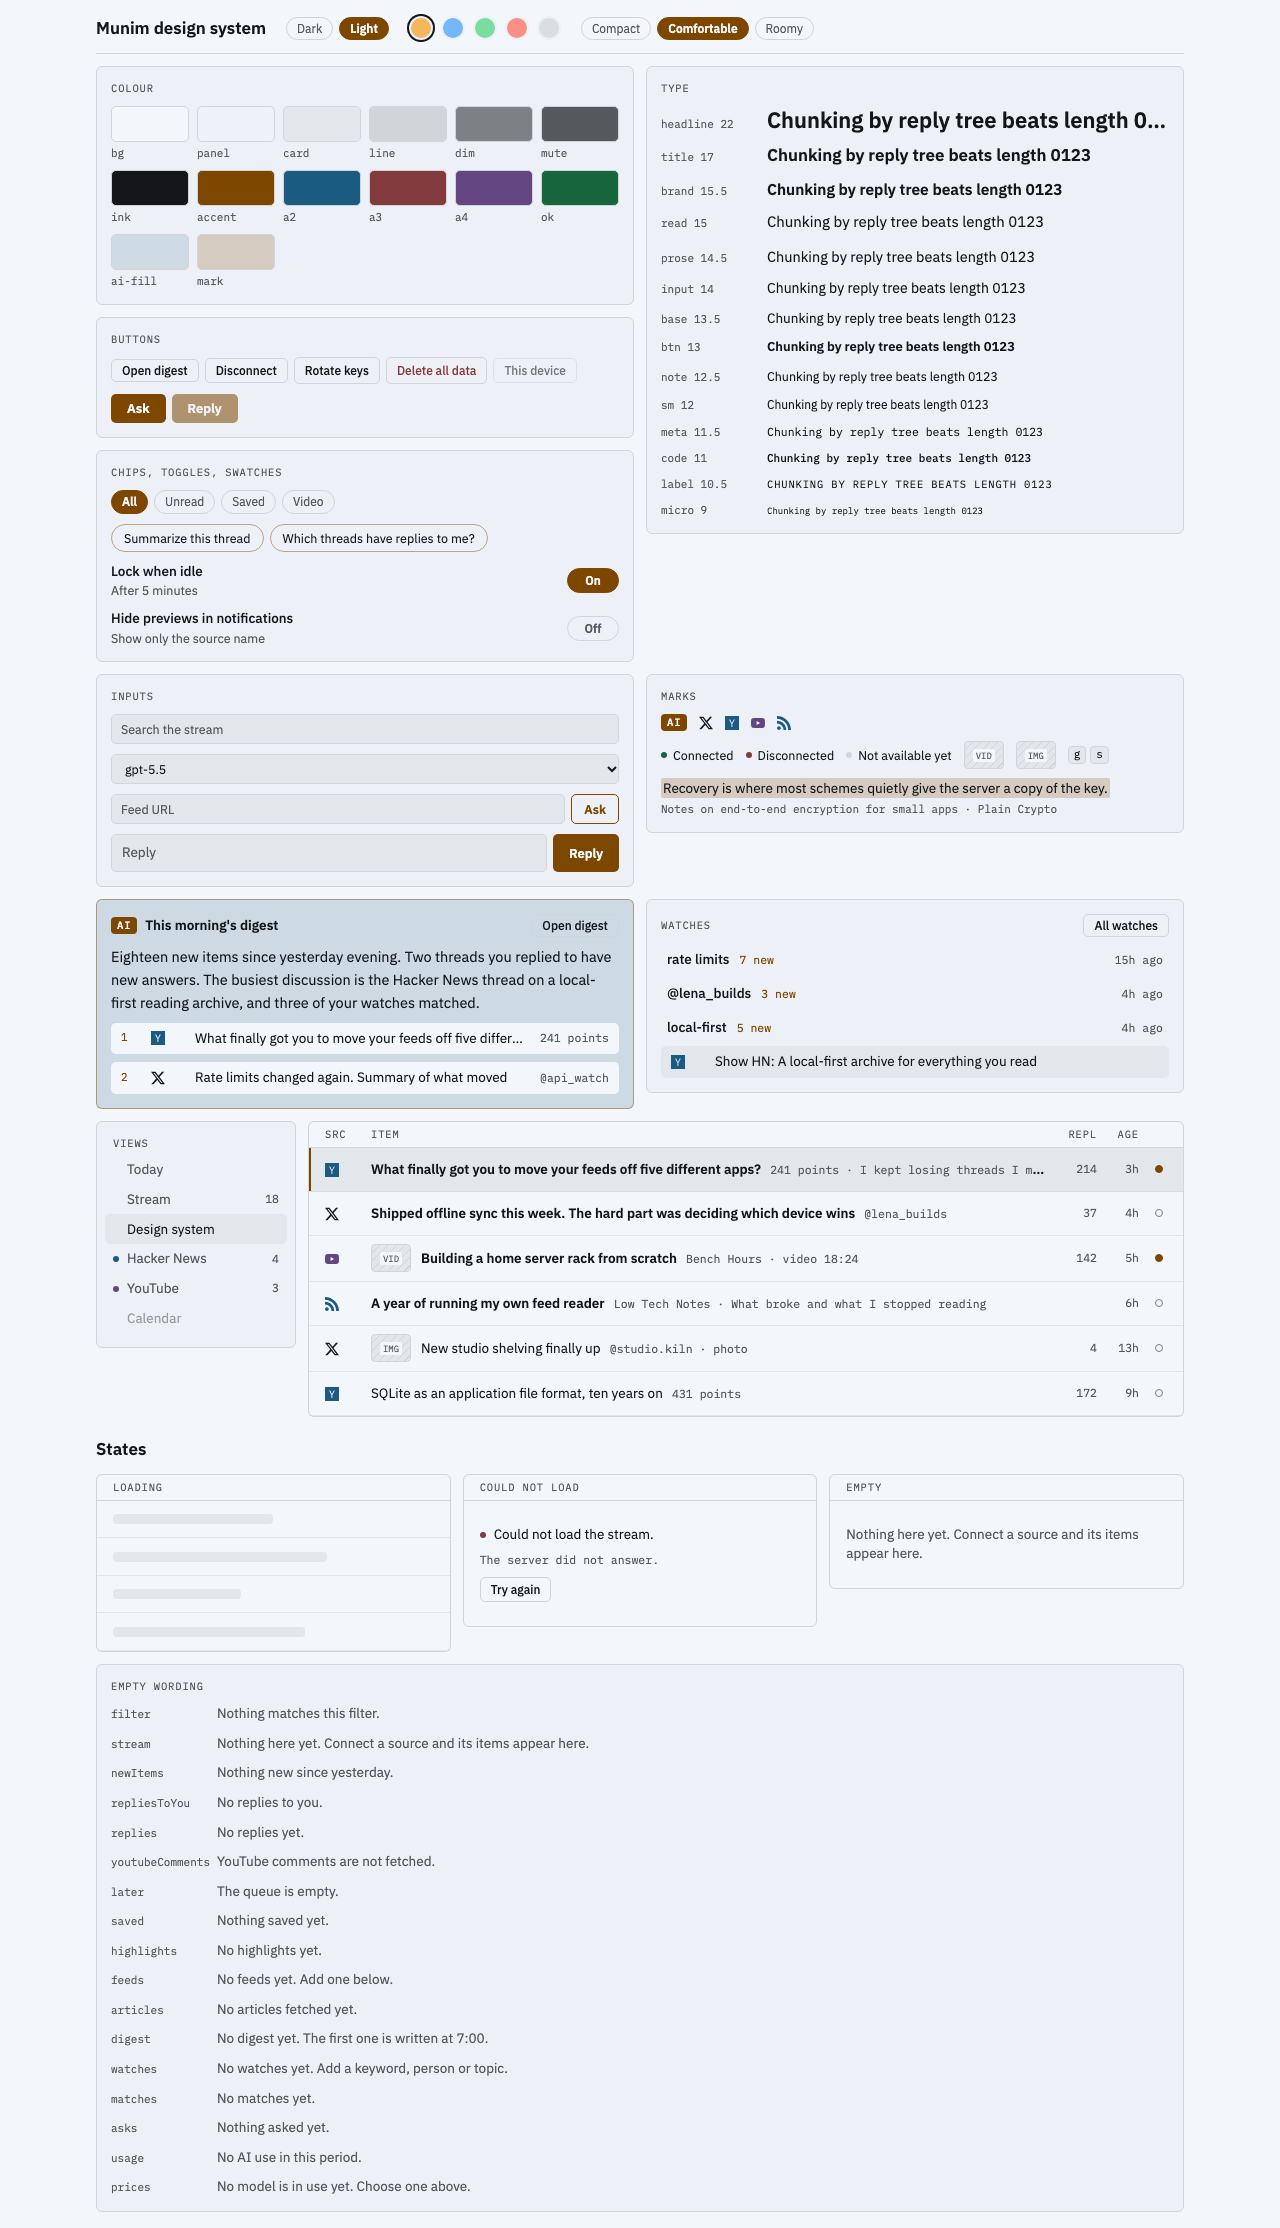 Munim design system Dark Light Compact Comfortable Roomy
COLOUR
bg panel card line dim mute
ink accent a2 a3 a4 ok
ai-fill mark
BUTTONS
Open digest Disconnect Rotate keys Delete all data This device
Ask Reply
CHIPS, TOGGLES, SWATCHES
All Unread Saved Video
Summarize this thread Which threads have replies to me?
Lock when idle
After 5 minutes
On
Hide previews in notifications
Show only the source name
Off
TYPE
headline 22 Chunking by reply tree beats length 0…
title 17 Chunking by reply tree beats length 0123
brand 15.5 Chunking by reply tree beats length 0123
read 15 Chunking by reply tree beats length 0123
prose 14.5 Chunking by reply tree beats length 0123
input 14 Chunking by reply tree beats length 0123
base 13.5 Chunking by reply tree beats length 0123
btn 13 Chunking by reply tree beats length 0123
note 12.5 Chunking by reply tree beats length 0123
sm 12 Chunking by reply tree beats length 0123
meta 11.5 Chunking by reply tree beats length 0123
code 11 Chunking by reply tree beats length 0123
label 10.5 CHUNKING BY REPLY TREE BEATS LENGTH 0123
micro 9 Chunking by reply tree beats length 0123
INPUTS
Search the stream
gpt-5.5
Feed URL Ask
Reply Reply
MARKS
AI Y
Connected Disconnected Not available yet VID IMG g s
Recovery is where most schemes quietly give the server a copy of the key.
Notes on end-to-end encryption for small apps · Plain Crypto
AI This morning's digest Open digest
Eighteen new items since yesterday evening. Two threads you replied to have
new answers. The busiest discussion is the Hacker News thread on a local-
first reading archive, and three of your watches matched.
1 Y What finally got you to move your feeds off five differ… 241 points
2 Rate limits changed again. Summary of what moved @api_watch
WATCHES All watches
rate limits 7 new 15h ago
@lena_builds 3 new 4h ago
local-first 5 new 4h ago
Y Show HN: A local-first archive for everything you read
VIEWS
Today
Stream 18
Design system
Hacker News 4
YouTube 3
Calendar
SRC ITEM REPL AGE
Y What finally got you to move your feeds off five different apps? 241 points · I kept losing threads I m… 214 3h
Shipped offline sync this week. The hard part was deciding which device wins @lena_builds 37 4h
VID Building a home server rack from scratch Bench Hours · video 18:24 142 5h
A year of running my own feed reader Low Tech Notes · What broke and what I stopped reading 6h
IMG New studio shelving finally up @studio.kiln · photo 4 13h
Y SQLite as an application file format, ten years on 431 points 172 9h
States
LOADING
COULD NOT LOAD
Could not load the stream.
The server did not answer.
Try again
EMPTY
Nothing here yet. Connect a source and its items
appear here.
EMPTY WORDING
filter Nothing matches this filter.
stream Nothing here yet. Connect a source and its items appear here.
newItems Nothing new since yesterday.
repliesToYou No replies to you.
replies No replies yet.
youtubeComments YouTube comments are not fetched.
later The queue is empty.
saved Nothing saved yet.
highlights No highlights yet.
feeds No feeds yet. Add one below.
articles No articles fetched yet.
digest No digest yet. The first one is written at 7:00.
watches No watches yet. Add a keyword, person or topic.
matches No matches yet.
asks Nothing asked yet.
usage No AI use in this period.
prices No model is in use yet. Choose one above.